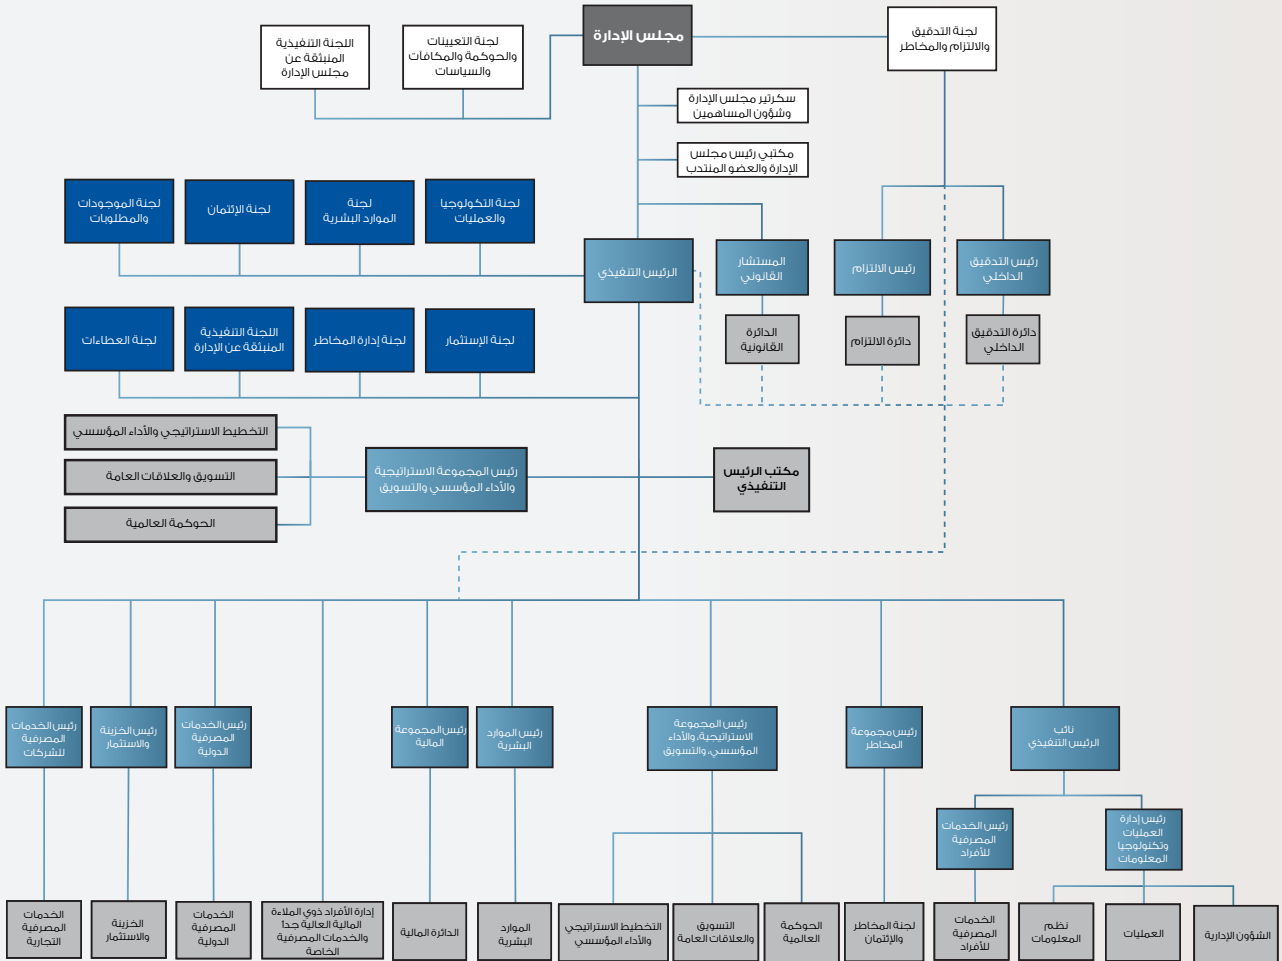 مجلس الإدارة
لجنة التدقيق
والالتزام والمخاطر
لجنة التعيينات
والحوكمة والمكافآت
والسياسات
اللجنة التنفيذية
المنبثقة عن
مجلس الإدارة
سكرتير مجلس الإدارة
وشؤون المساهمين
مكتبي رئيس مجلس
الإدارة والعضو المنتدب
لجنة التكولوجيا
والعمليات
لجنة
الموارد البشرية
لجنة الإئتمان
لجنة الموجودات
والمطلوبات
رئيس التدقيق
الداخلي
رئيس الالتزام
المستشار
القانوني
الرئيس التنفيذي
دائرة التدقيق
الداخلي
دائرة الالتزام
الدائرة
القانونية
لجنة الإستثمار
لجنة إدارة المخاطر
اللجنة التنفيذية
المنبثقة عن الإدارة
لجنة العطاءات
مكتب الرئيس
التنفيذي
رئيس المجموعة الاستراتيجية
والأداء المؤسسي والتسويق
التخطيط الاستراتيجي والأداء المؤسسي
التسويق والعلاقات العامة
الحوكمة العالمية
نائب
الرئيس التنفيذي
رئيس مجموعة
المخاطر
رئيس المجموعة
الاستراتيجية، والأداء
المؤسسي، والتسويق
رئيس الموارد
البشرية
رئيس المجموعة
المالية
رئيس الخدمات
المصرفية
الدولية
رئيس الخزينة
والاستثمار
رئيس الخدمات
المصرفية
للشركات
رئيس إدارة
العمليات
وتكنولوجيا
المعلومات
رئيس الخدمات
المصرفية
للأفراد
الشؤون الإدارية
العمليات
نظم
المعلومات
الخدمات
المصرفية
للأفراد
لجنة المخاطر
والإئتمان
الحوكمة
العالمية
التسويق
والعلاقات العامة
التخطيط الاستراتيجي
والأداء المؤسسي
الموارد
البشرية
الدائرة المالية
إدارة الأفراد ذوي الملاءة
المالية العالية جداً
والخدمات المصرفية
الخاصة
الخدمات
المصرفية
الدولية
الخزينة
والاستثمار
الخدمات
المصرفية
التجارية